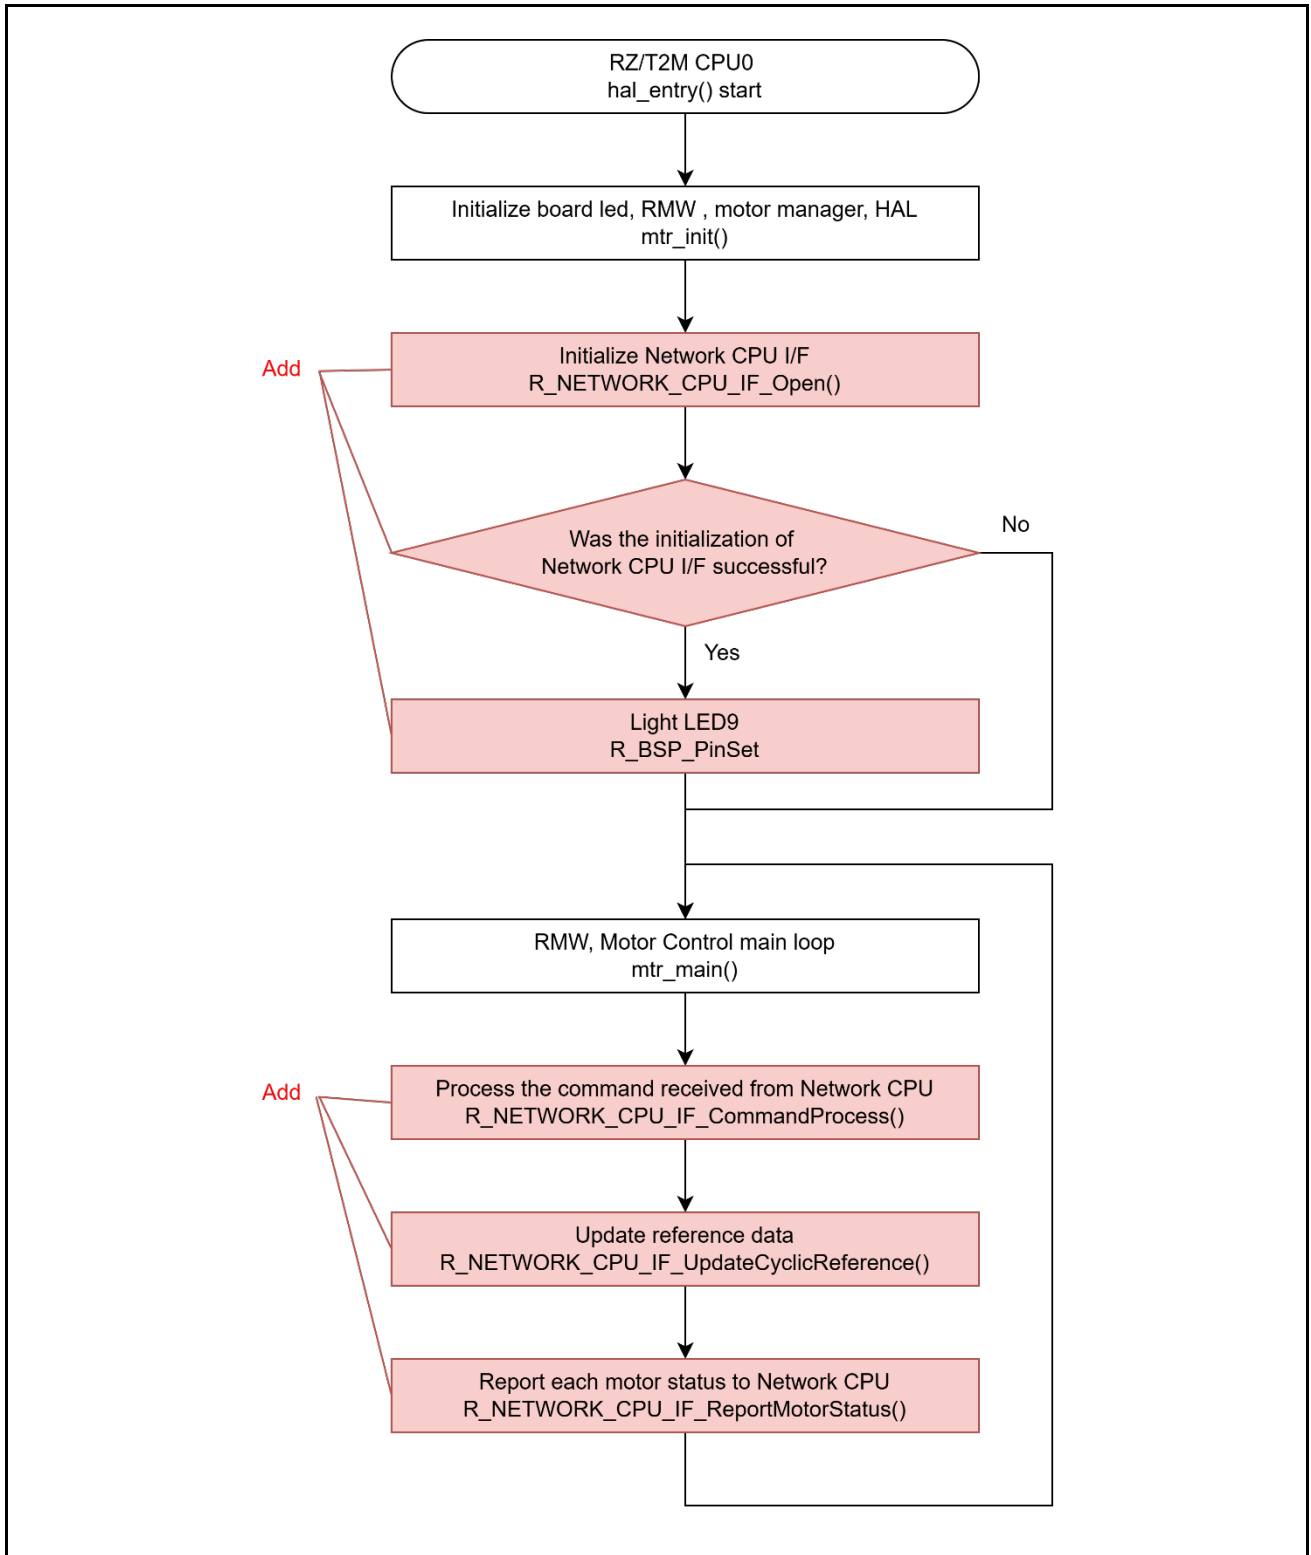 RZ/T2M CPU0
hal_entry() start
Initialize board led, RMW , motor manager, HAL
mtr_init()
Add
Initialize Network CPU I/F
R_NETWORK_CPU_IF_Open()
Was the initialization of
Network CPU I/F successful?
No
Yes
Light LED9
R_BSP_PinSet
RMW, Motor Control main loop
mtr_main()
Add
Process the command received from Network CPU
R_NETWORK_CPU_IF_CommandProcess()
Update reference data
R_NETWORK_CPU_IF_UpdateCyclicReference()
Report each motor status to Network CPU
R_NETWORK_CPU_IF_ReportMotorStatus()